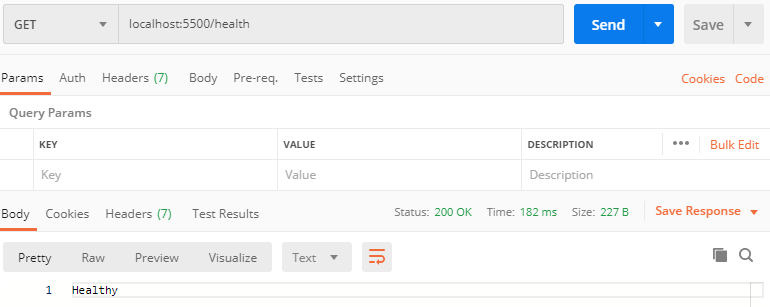 GET localhost:5500/health Send Save
Params Auth Headers (7) Body Pre-req. Tests Settings Cookies Code
Query Params
KEY VALUE DESCRIPTION ••• Bulk Edit
Key Value Description
Body Cookies Headers (7) Test Results Status: 200 OK Time: 182 ms Size: 227 B Save Response
Pretty Raw Preview Visualize Text
1 Healthy